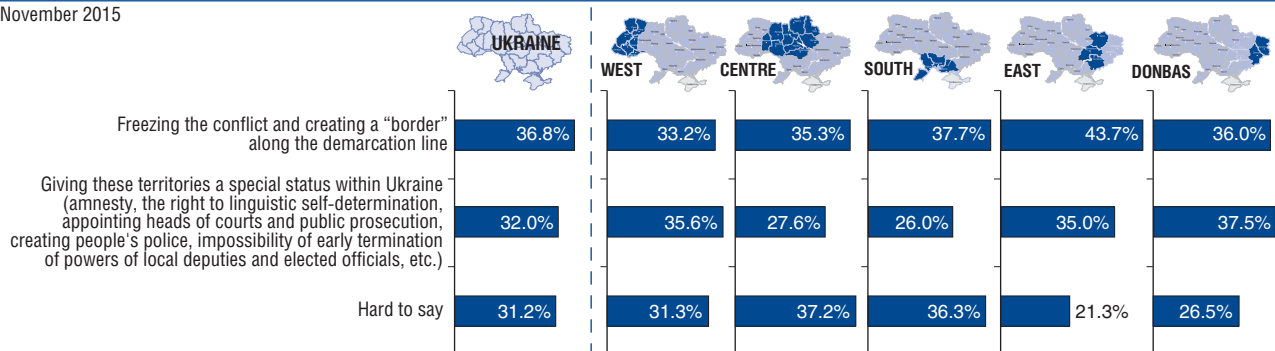 November 2015
UKRAINE
WEST
CENTRE
SOUTH
EAST
DONBAS
Freezing the conflict and creating a “border”
along the demarcation line
36.8%
33.2%
35.3%
37.7%
43.7%
36.0%
Giving these territories a special status within Ukraine
(amnesty, the right to linguistic self-determination,
appointing heads of courts and public prosecution,
creating people's police, impossibility of early termination
of powers of local deputies and elected officials, etc.)
32.0%
35.6%
27.6%
26.0%
35.0%
37.5%
Hard to say
31.2%
31.3%
37.2%
36.3%
21.3%
26.5%